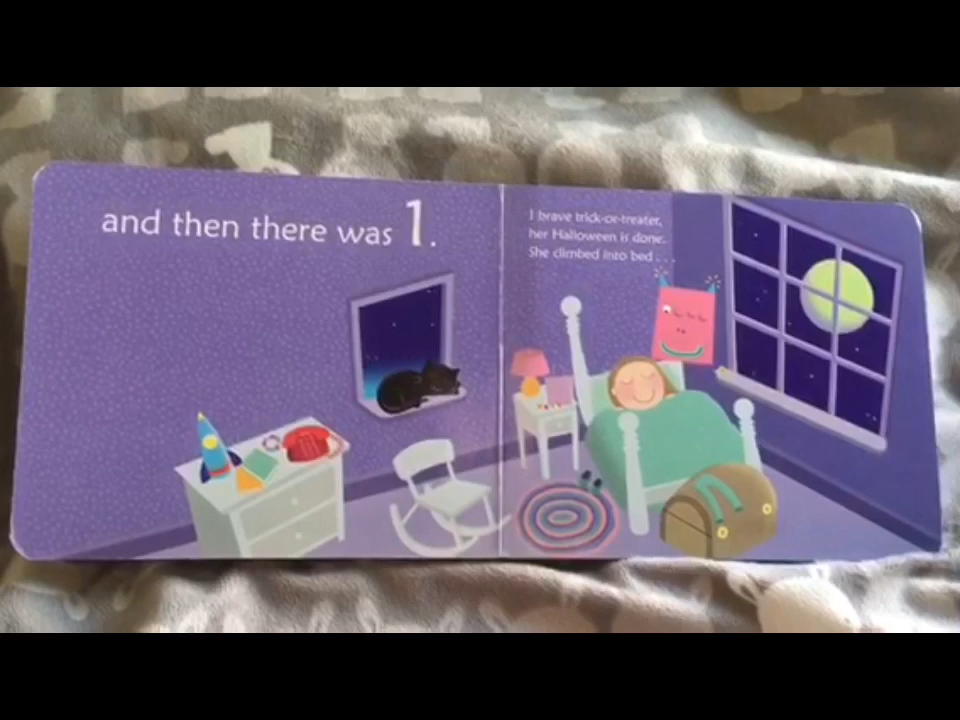 and then there was 1.
1 brave trick-or-treater,
her Halloween is done.
She climbed into bed . . .